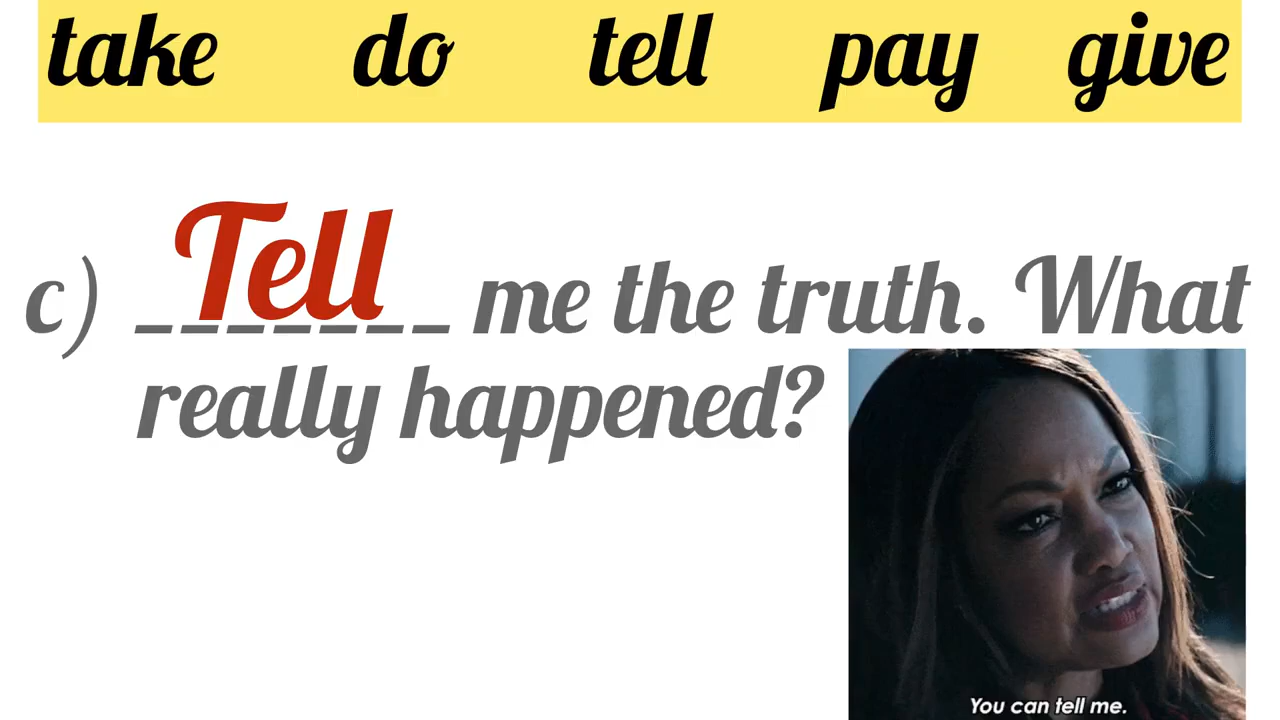 take do tell pay give
c) Tell me the truth. What
really happened?
You can tell me.